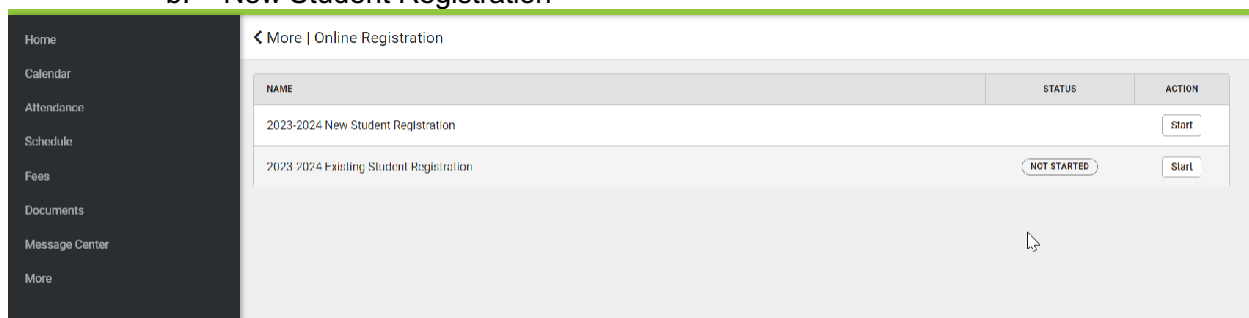 b. New Student Registration
Home
Calendar
Attendance
Schedule
Fees
Documents
Message Center
More
More | Online Registration
NAME STATUS ACTION
2023-2024 New Student Registration Start
2023-2024 Existing Student Registration NOT STARTED Start